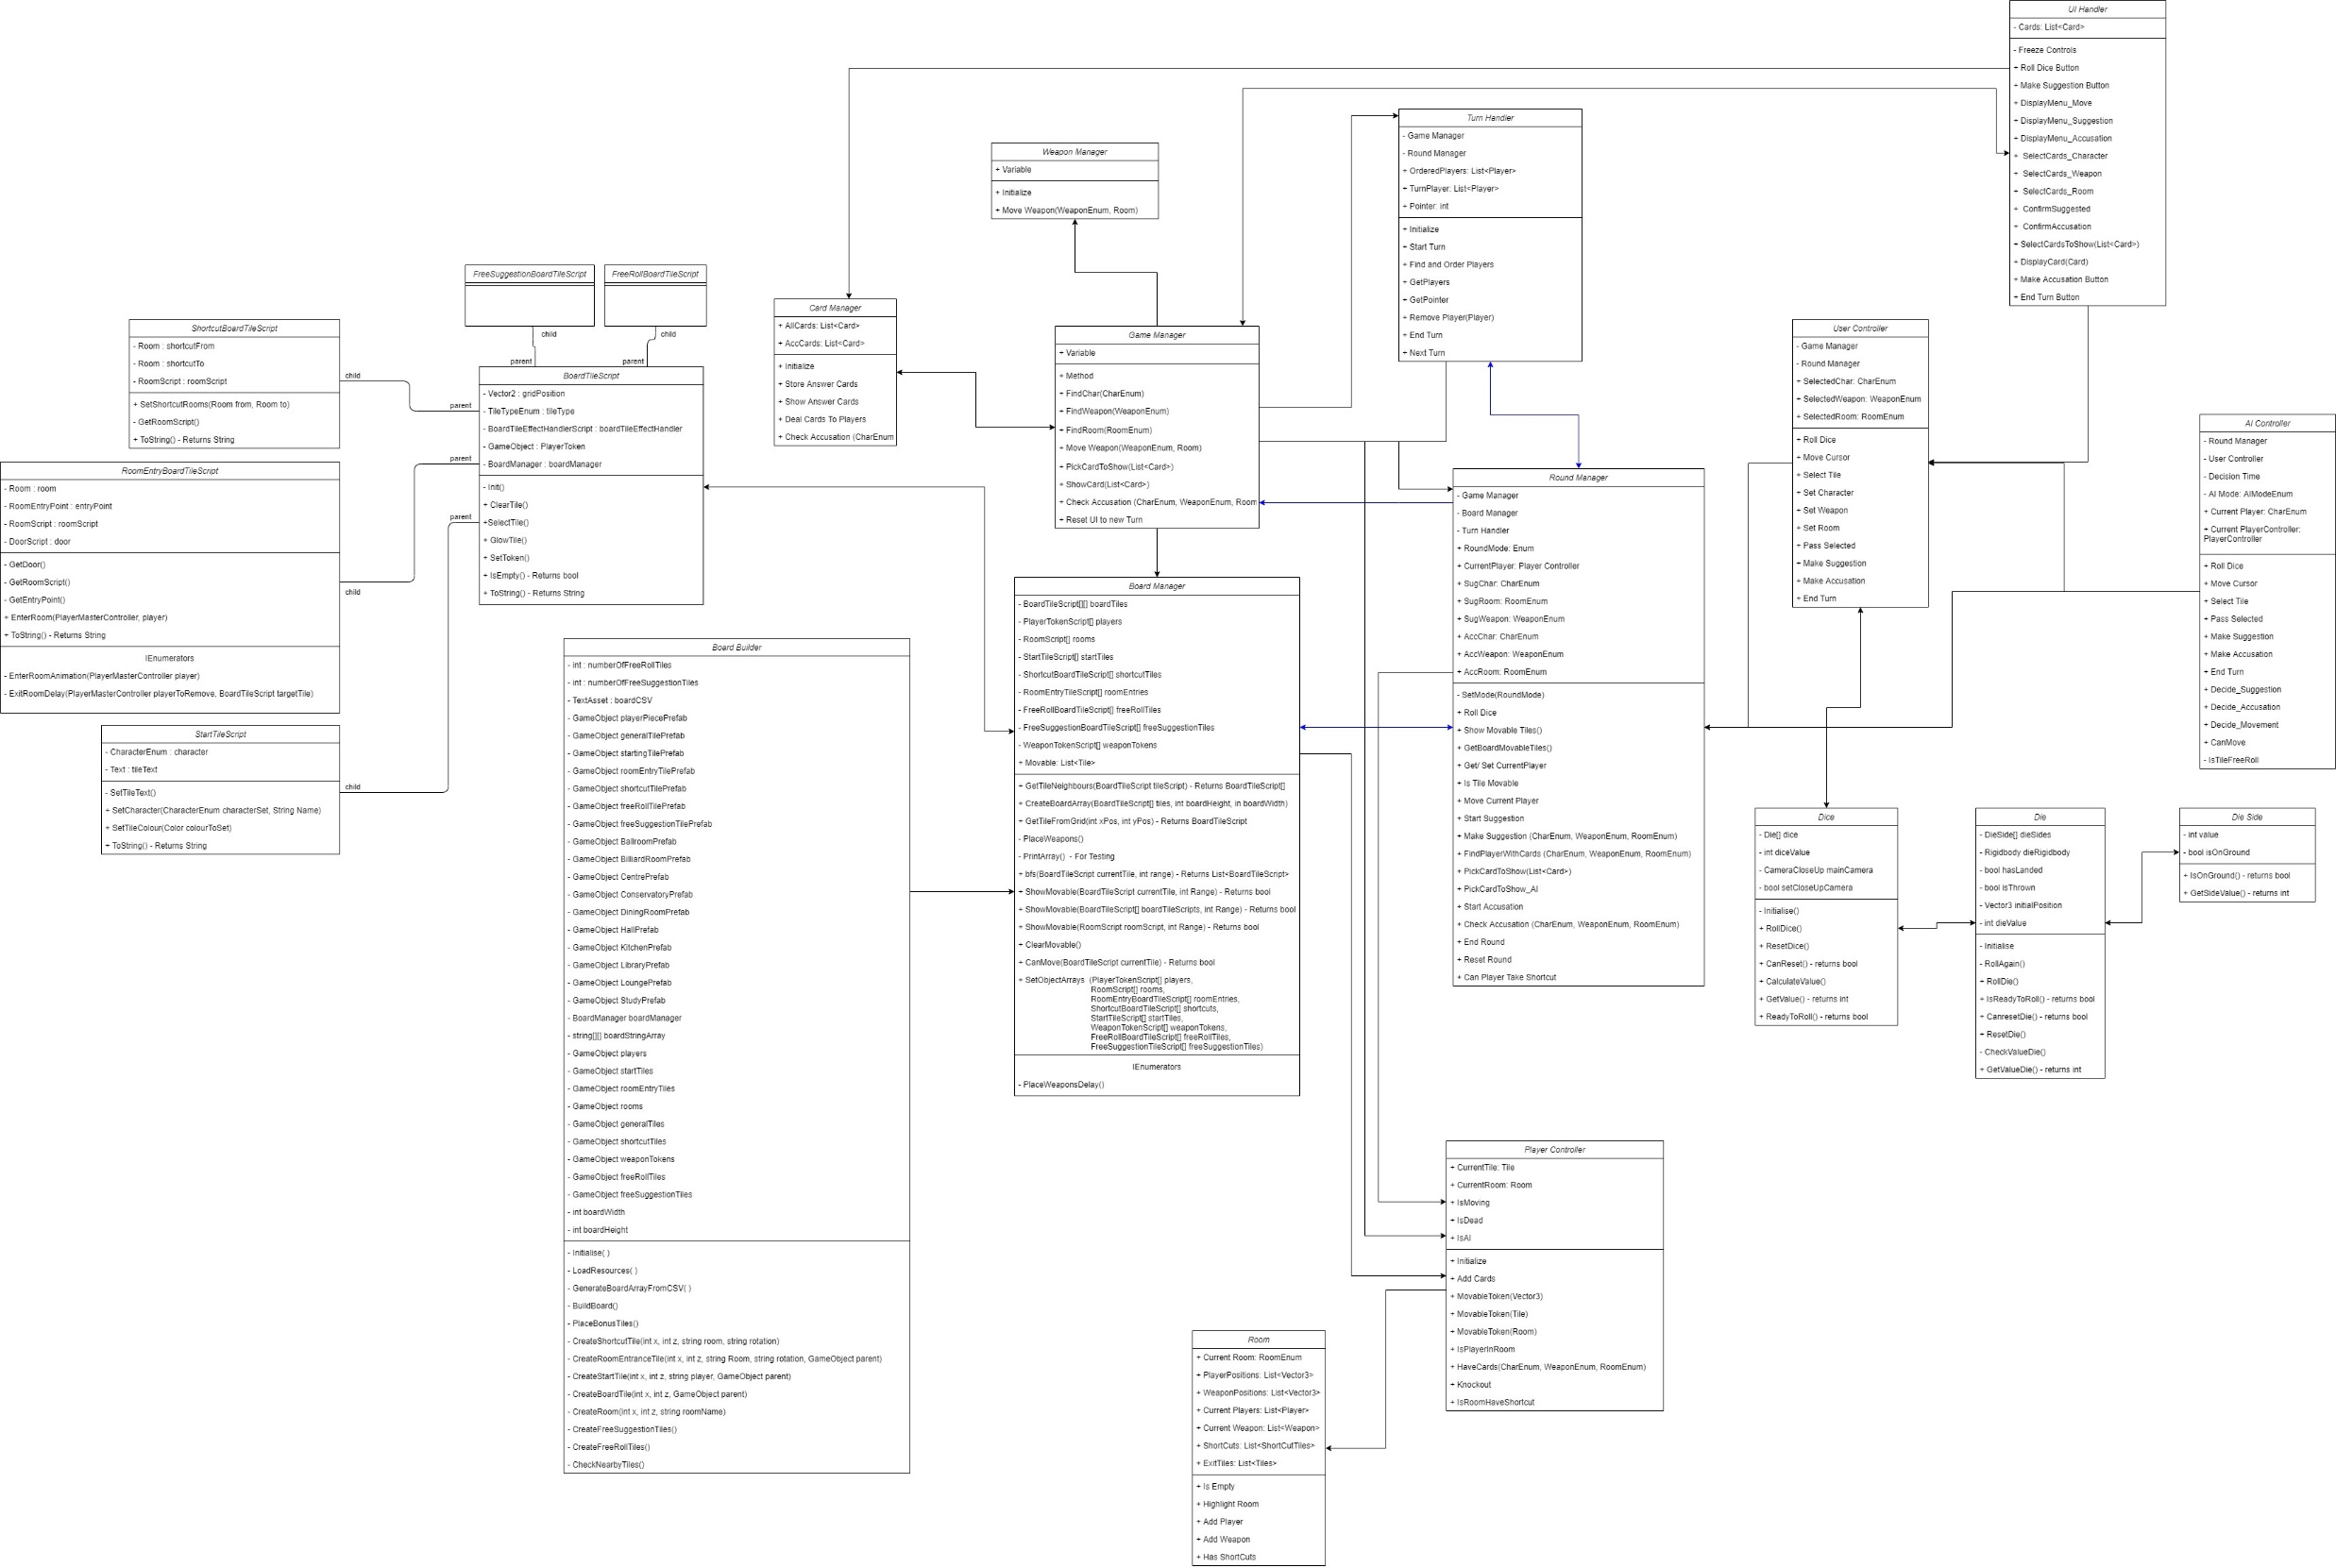 UI Handler
- Cards: List<Card>
- Freeze Controls
+ Roll Dice Button
+ Make Suggestion Button
+ DisplayMenu_Move
+ DisplayMenu_Suggestion
+ DisplayMenu_Accusation
+ SelectCards_Character
+ SelectCards_Weapon
+ SelectCards_Room
+ ConfirmSuggested
+ ConfirmAccusation
+ SelectCardsToShow(List<Card>)
+ DisplayCard(Card)
+ Make Accusation Button
+ End Turn Button
Turn Handler
- Game Manager
- Round Manager
+ OrderedPlayers: List<Player>
+ TurnPlayer: List<Player>
+ Pointer: int
+ Initialize
+ Start Turn
+ Find and Order Players
+ GetPlayers
+ GetPointer
+ Remove Player(Player)
+ End Turn
+ Next Turn
Weapon Manager
+ Variable
+ Initialize
+ Move Weapon(WeaponEnum, Room)
FreeSuggestionBoardTileScript
child
parent
FreeRollBoardTileScript
child
parent
Card Manager
+ AllCards: List<Card>
+ AccCards: List<Card>
+ Initialize
+ Store Answer Cards
+ Show Answer Cards
+ Deal Cards To Players
+ Check Accusation (CharEnum
Game Manager
+ Variable
+ Method
+ FindChar(CharEnum)
+ FindWeapon(WeaponEnum)
+ FindRoom(RoomEnum)
+ Move Weapon(WeaponEnum, Room)
+ PickCardToShow(List<Card>)
+ ShowCard(List<Card>)
+ Check Accusation (CharEnum, WeaponEnum, Room
+ Reset UI to new Turn
User Controller
- Game Manager
- Round Manager
+ SelectedChar: CharEnum
+ SelectedWeapon: WeaponEnum
+ SelectedRoom: RoomEnum
+ Roll Dice
+ Move Cursor
+ Select Tile
+ Set Character
+ Set Weapon
+ Set Room
+ Pass Selected
+ Make Suggestion
+ Make Accusation
+ End Turn
ShortcutBoardTileScript
- Room : shortcutFrom
- Room : shortcutTo
- RoomScript : roomScript
+ SetShortcutRooms(Room from, Room to)
- GetRoomScript()
+ ToString() - Returns String
child
parent
BoardTileScript
- Vector2 : gridPosition
- TileTypeEnum : tileType
- BoardTileEffectHandlerScript : boardTileEffectHandler
- GameObject : PlayerToken
- BoardManager : boardManager
- Init()
+ ClearTile()
+SelectTile()
+ GlowTile()
+ SetToken()
+ IsEmpty() - Returns bool
+ ToString() - Returns String
AI Controller
- Round Manager
- User Controller
- Decision Time
- AI Mode: AIModeEnum
+ Current Player: CharEnum
+ Current PlayerController:
PlayerController
+ Roll Dice
+ Move Cursor
+ Select Tile
+ Pass Selected
+ Make Suggestion
+ Make Accusation
+ End Turn
+ Decide_Suggestion
+ Decide_Accusation
+ Decide_Movement
+ CanMove
- IsTileFreeRoll
RoomEntryBoardTileScript
- Room : room
- RoomEntryPoint : entryPoint
- RoomScript : roomScript
- DoorScript : door
- GetDoor()
- GetRoomScript()
- GetEntryPoint()
+ EnterRoom(PlayerMasterController, player)
+ ToString() - Returns String
IEnumerators
- EnterRoomAnimation(PlayerMasterController player)
- ExitRoomDelay(PlayerMasterController playerToRemove, BoardTileScript targetTile)
child
parent
Round Manager
- Game Manager
- Board Manager
- Turn Handler
+ RoundMode: Enum
+ CurrentPlayer: Player Controller
+ SugChar: CharEnum
+ SugRoom: RoomEnum
+ SugWeapon: WeaponEnum
+ AccChar: CharEnum
+ AccWeapon: WeaponEnum
+ AccRoom: RoomEnum
- SetMode(RoundMode)
+ Roll Dice
+ Show Movable Tiles()
+ GetBoardMovableTiles()
+ Get/ Set CurrentPlayer
+ Is Tile Movable
+ Move Current Player
+ Start Suggestion
+ Make Suggestion (CharEnum, WeaponEnum, RoomEnum)
+ FindPlayerWithCards (CharEnum, WeaponEnum, RoomEnum)
+ PickCardToShow(List<Card>)
+ PickCardToShow_AI
+ Start Accusation
+ Check Accusation (CharEnum, WeaponEnum, RoomEnum)
+ End Round
+ Reset Round
+ Can Player Take Shortcut
Board Manager
- BoardTileScript[][] boardTiles
- PlayerTokenScript[] players
- RoomScript[] rooms
- StartTileScript[] startTiles
- ShortcutBoardTileScript[] shortcutTiles
- RoomEntryTileScript[] roomEntries
- FreeRollBoardTileScript[] freeRollTiles
- FreeSuggestionBoardTileScript[] freeSuggestionTiles
- WeaponTokenScript[] weaponTokens
+ Movable: List<Tile>
+ GetTileNeighbours(BoardTileScript tileScript) - Returns BoardTileScript[]
+ CreateBoardArray(BoardTileScript[] tiles, int boardHeight, in boardWidth)
+ GetTileFromGrid(int xPos, int yPos) - Returns BoardTileScript
- PlaceWeapons()
- PrintArray() - For Testing
+ bfs(BoardTileScript currentTile, int range) - Returns List<BoardTileScript>
+ ShowMovable(BoardTileScript currentTile, int Range) - Returns bool
+ ShowMovable(BoardTileScript[] boardTileScripts, int Range) - Returns bool
+ ShowMovable(RoomScript roomScript, int Range) - Returns bool
+ ClearMovable()
+ CanMove(BoardTileScript currentTile) - Returns bool
+ SetObjectArrays (PlayerTokenScript[] players,
RoomScript[] rooms,
RoomEntryBoardTileScript[] roomEntries,
ShortcutBoardTileScript[] shortcuts,
StartTileScript[] startTiles,
WeaponTokenScript[] weaponTokens,
FreeRollBoardTileScript[] freeRollTiles,
FreeSuggestionTileScript[] freeSuggestionTiles)
IEnumerators
- PlaceWeaponsDelay()
Board Builder
- int : numberOfFreeRollTiles
- int : numberOfFreeSuggestionTiles
- TextAsset : boardCSV
- GameObject playerPiecePrefab
- GameObject generalTilePrefab
- GameObject startingTilePrefab
- GameObject roomEntryTilePrefab
- GameObject shortcutTilePrefab
- GameObject freeRollTilePrefab
- GameObject freeSuggestionTilePrefab
- GameObject BallroomPrefab
- GameObject BilliardRoomPrefab
- GameObject CentrePrefab
- GameObject ConservatoryPrefab
- GameObject DiningRoomPrefab
- GameObject HallPrefab
- GameObject KitchenPrefab
- GameObject LibraryPrefab
- GameObject LoungePrefab
- GameObject StudyPrefab
- BoardManager boardManager
- string[][] boardStringArray
- GameObject players
- GameObject startTiles
- GameObject roomEntryTiles
- GameObject rooms
- GameObject generalTiles
- GameObject shortcutTiles
- GameObject weaponTokens
- GameObject freeRollTiles
- GameObject freeSuggestionTiles
- int boardWidth
- int boardHeight
- Initialise( )
- LoadResources( )
- GenerateBoardArrayFromCSV( )
- BuildBoard()
- PlaceBonusTiles()
- CreateShortcutTile(int x, int z, string room, string rotation)
- CreateRoomEntranceTile(int x, int z, string Room, string rotation, GameObject parent)
- CreateStartTile(int x, int z, string player, GameObject parent)
- CreateBoardTile(int x, int z, GameObject parent)
- CreateRoom(int x, int z, string roomName)
- CreateFreeSuggestionTiles()
- CreateFreeRollTiles()
- CheckNearbyTiles()
StartTileScript
- CharacterEnum : character
- Text : tileText
- SetTileText()
+ SetCharacter(CharacterEnum characterSet, String Name)
+ SetTileColour(Color colourToSet)
+ ToString() - Returns String
child
parent
Dice
- Die[] dice
- int diceValue
- CameraCloseUp mainCamera
- bool setCloseUpCamera
- Initialise()
+ RollDice()
+ ResetDice()
+ CanReset() - returns bool
+ CalculateValue()
+ GetValue() - returns int
+ ReadyToRoll() - returns bool
Die
- DieSide[] dieSides
- Rigidbody dieRigidbody
- bool hasLanded
- bool isThrown
- Vector3 initialPosition
- int dieValue
- Initialise
- RollAgain()
+ RollDie()
+ IsReadyToRoll() - returns bool
+ CanresetDie() - returns bool
+ ResetDie()
- CheckValueDie()
+ GetValueDie() - returns int
Die Side
- int value
- bool isOnGround
+ IsOnGround() - returns bool
+ GetSideValue() - returns int
Player Controller
+ CurrentTile: Tile
+ CurrentRoom: Room
+ IsMoving
+ IsDead
+ IsAI
+ Initialize
+ Add Cards
+ MovableToken(Vector3)
+ MovableToken(Tile)
+ MovableToken(Room)
+ IsPlayerInRoom
+ HaveCards(CharEnum, WeaponEnum, RoomEnum)
+ Knockout
+ IsRoomHaveShortcut
Room
+ Current Room: RoomEnum
+ PlayerPositions: List<Vector3>
+ WeaponPositions: List<Vector3>
+ Current Players: List<Player>
+ Current Weapon: List<Weapon>
+ ShortCuts: List<ShortCutTiles>
+ ExitTiles: List<Tiles>
+ Is Empty
+ Highlight Room
+ Add Player
+ Add Weapon
+ Has ShortCuts